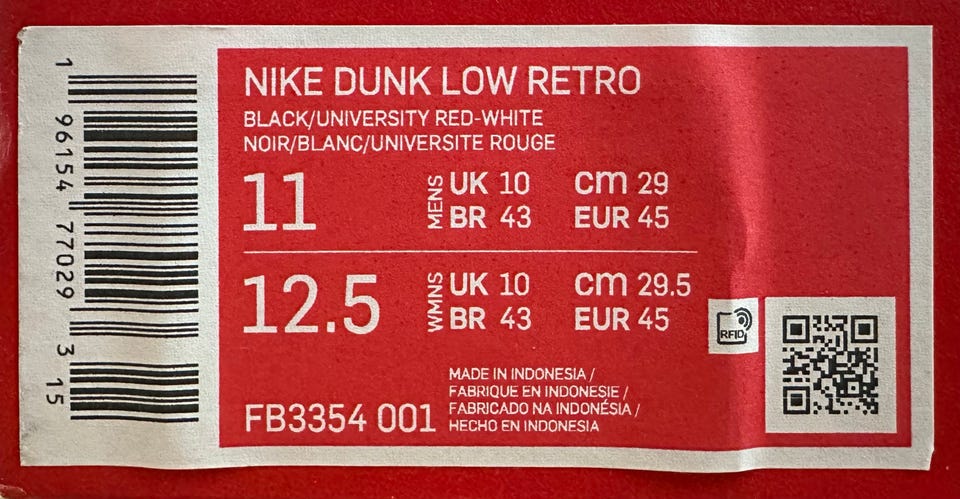 1 96154 77029 3 15
NIKE DUNK LOW RETRO
BLACK/UNIVERSITY RED-WHITE
NOIR/BLANC/UNIVERSITE ROUGE
11 MENS UK 10 cm 29
BR 43 EUR 45
12.5 WMNS UK 10 cm 29.5
BR 43 EUR 45
RFID
FB3354 001
MADE IN INDONESIA /
FABRIQUE EN INDONESIE /
FABRICADO NA INDONÉSIA /
HECHO EN INDONESIA